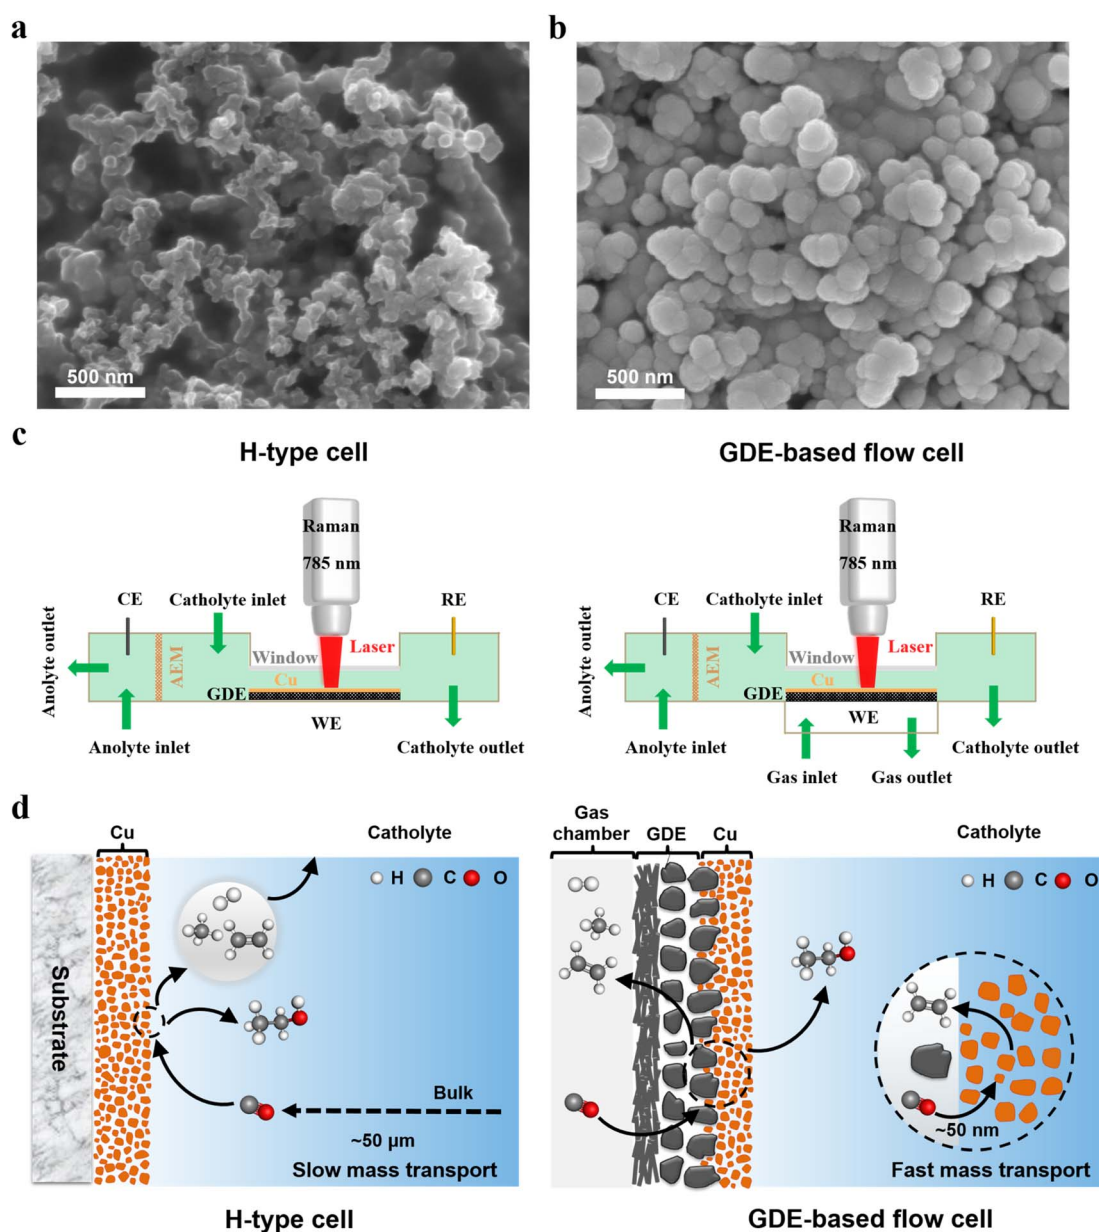 a
b
500 nm
500 nm
c
H-type cell
GDE-based flow cell
Raman
785 nm
CE
Catholyte inlet
RE
Anolyte outlet
AEM
Window
Laser
Cu
GDE
WE
Anolyte inlet
Catholyte outlet
Raman
785 nm
CE
Catholyte inlet
RE
Anolyte outlet
AEM
Window
Laser
Cu
GDE
WE
Anolyte inlet
Catholyte outlet
Gas inlet
Gas outlet
d
Cu
Catholyte
H C O
Substrate
Bulk
~50 μm
Slow mass transport
H-type cell
Gas
chamber
GDE
Cu
Catholyte
H C O
~50 nm
Fast mass transport
GDE-based flow cell